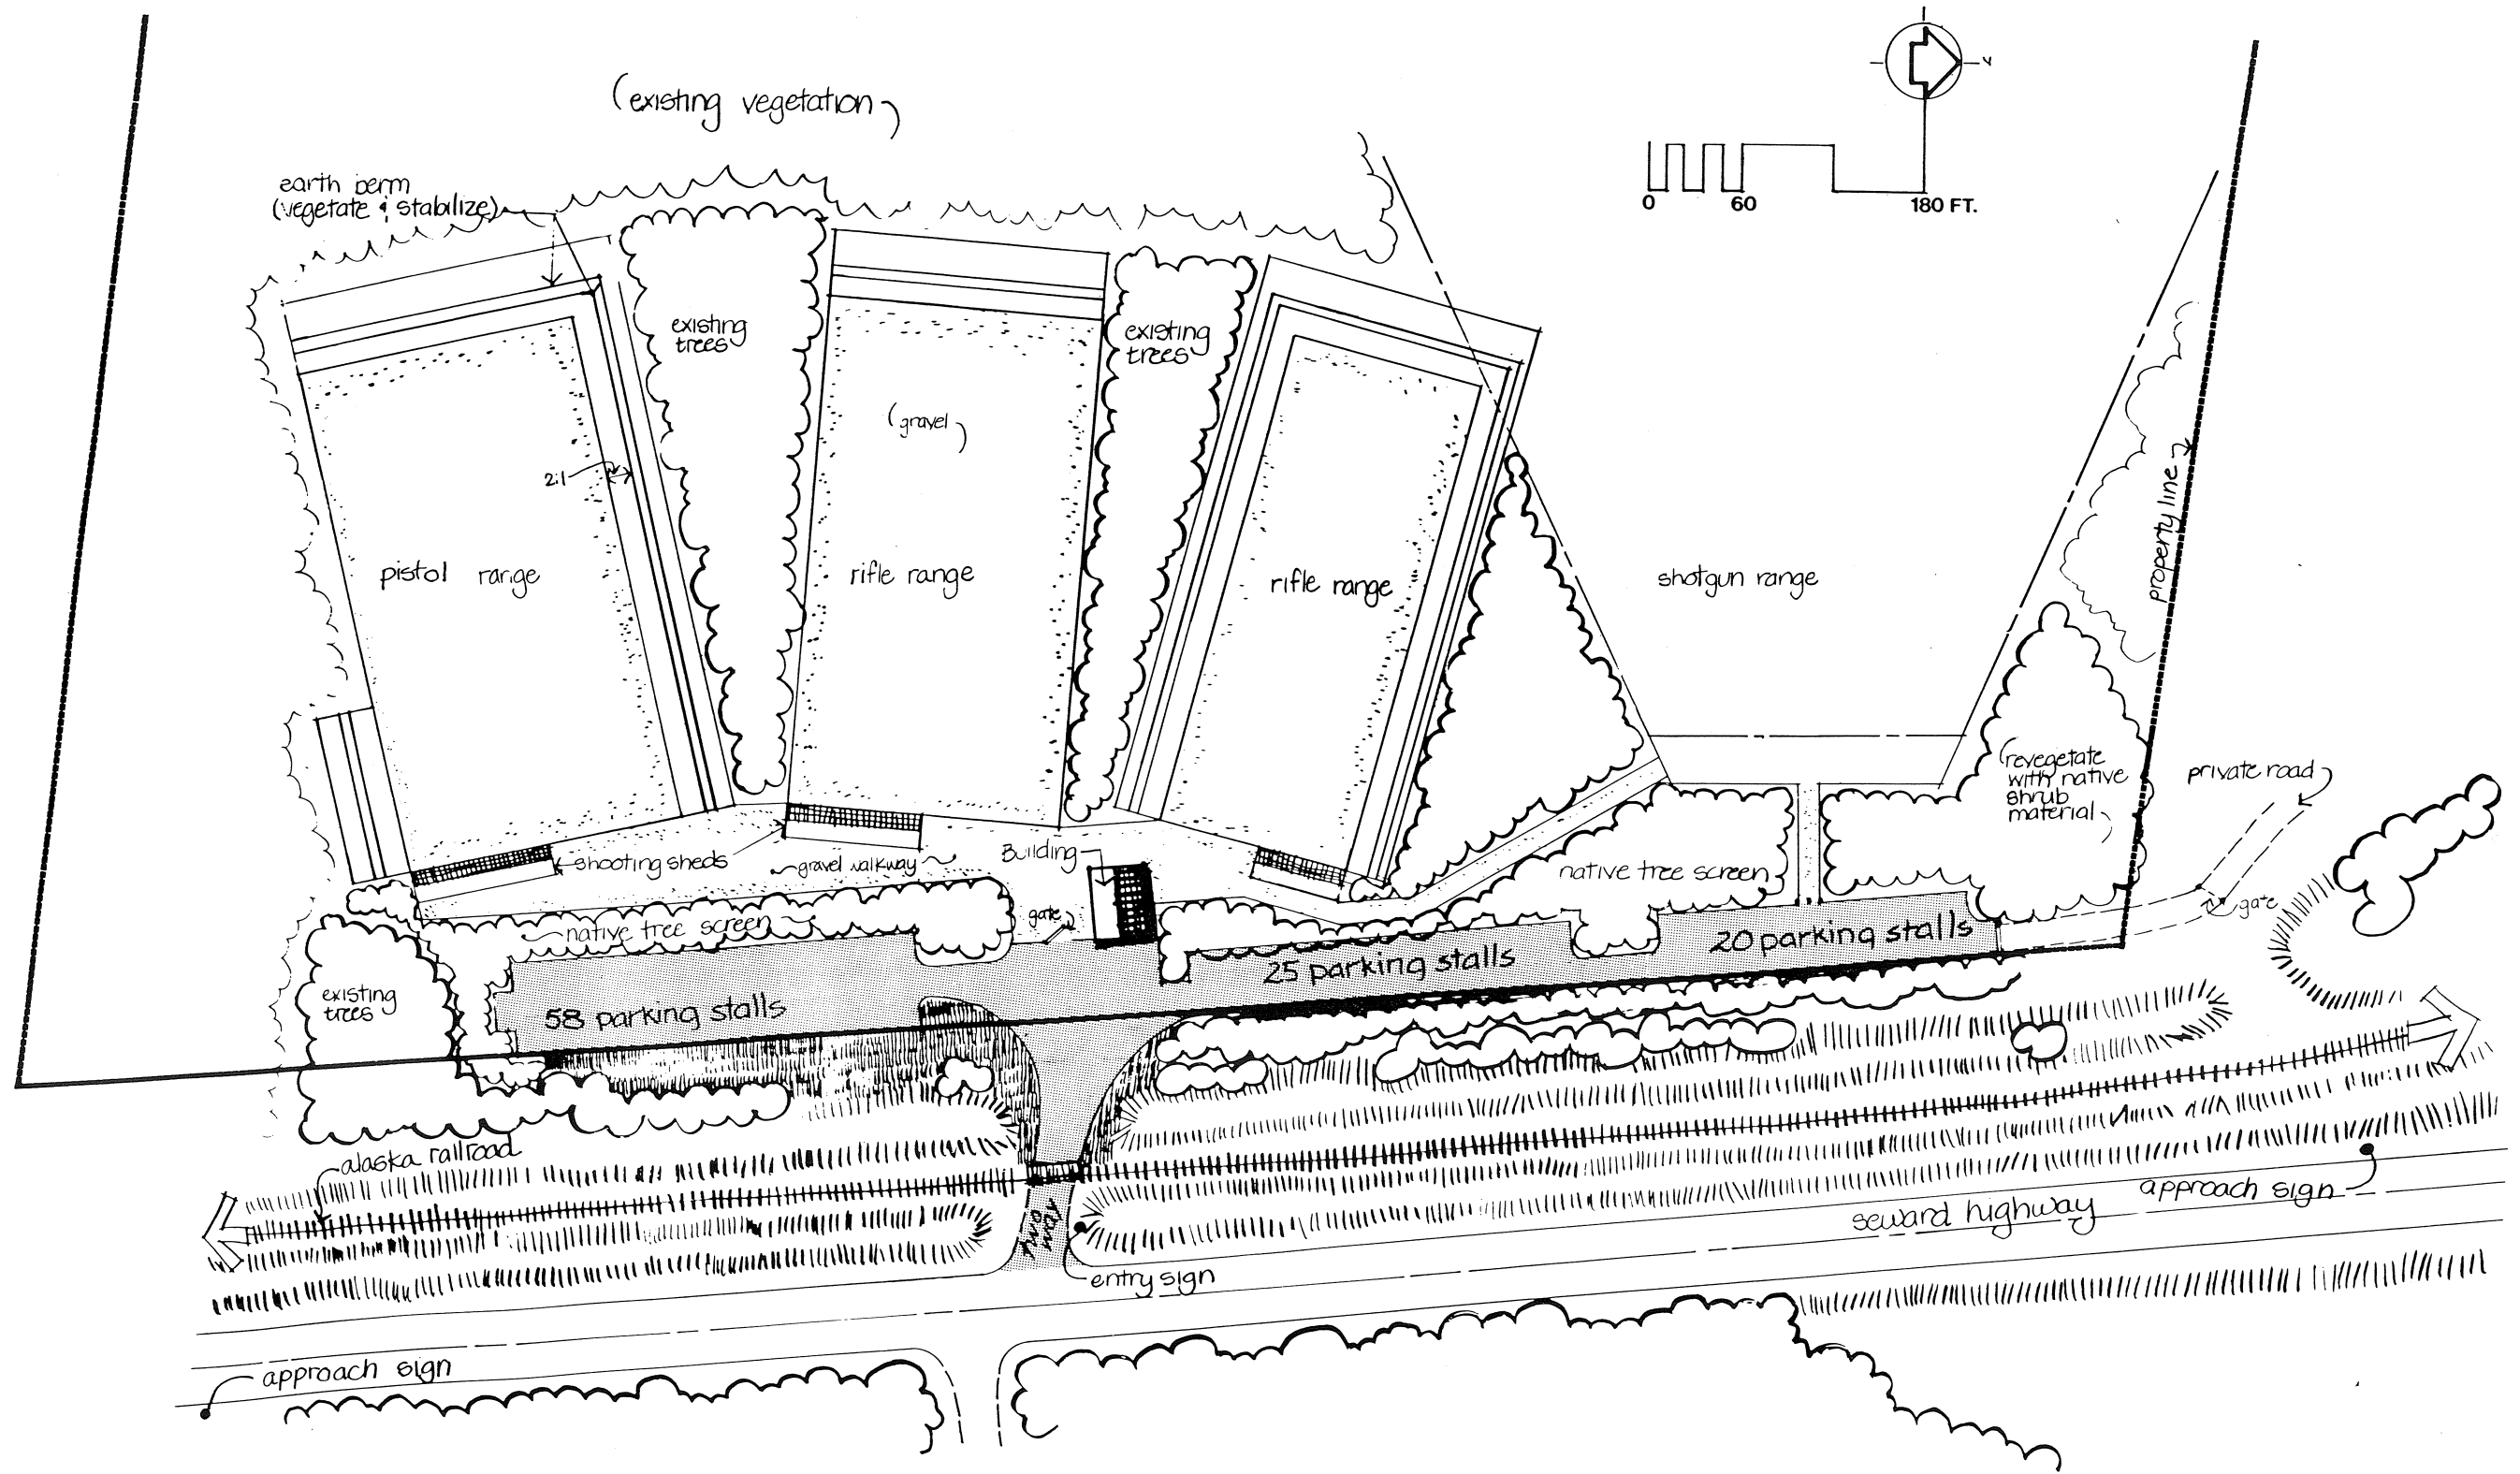 (existing vegetation)
earth berm
(vegetate & stabilize)
0 60 180 FT.
existing
trees
existing
trees
(gravel)
2:1
property line
pistol range
rifle range
rifle range
shotgun range
(revegetate
with native
shrub
material)
private road
shooting sheds
gravel walkway
Building
native tree screen
gate
gate
native tree screen
20 parking stalls
25 parking stalls
58 parking stalls
existing
trees
alaska railroad
approach sign
seward highway
entry sign
approach sign